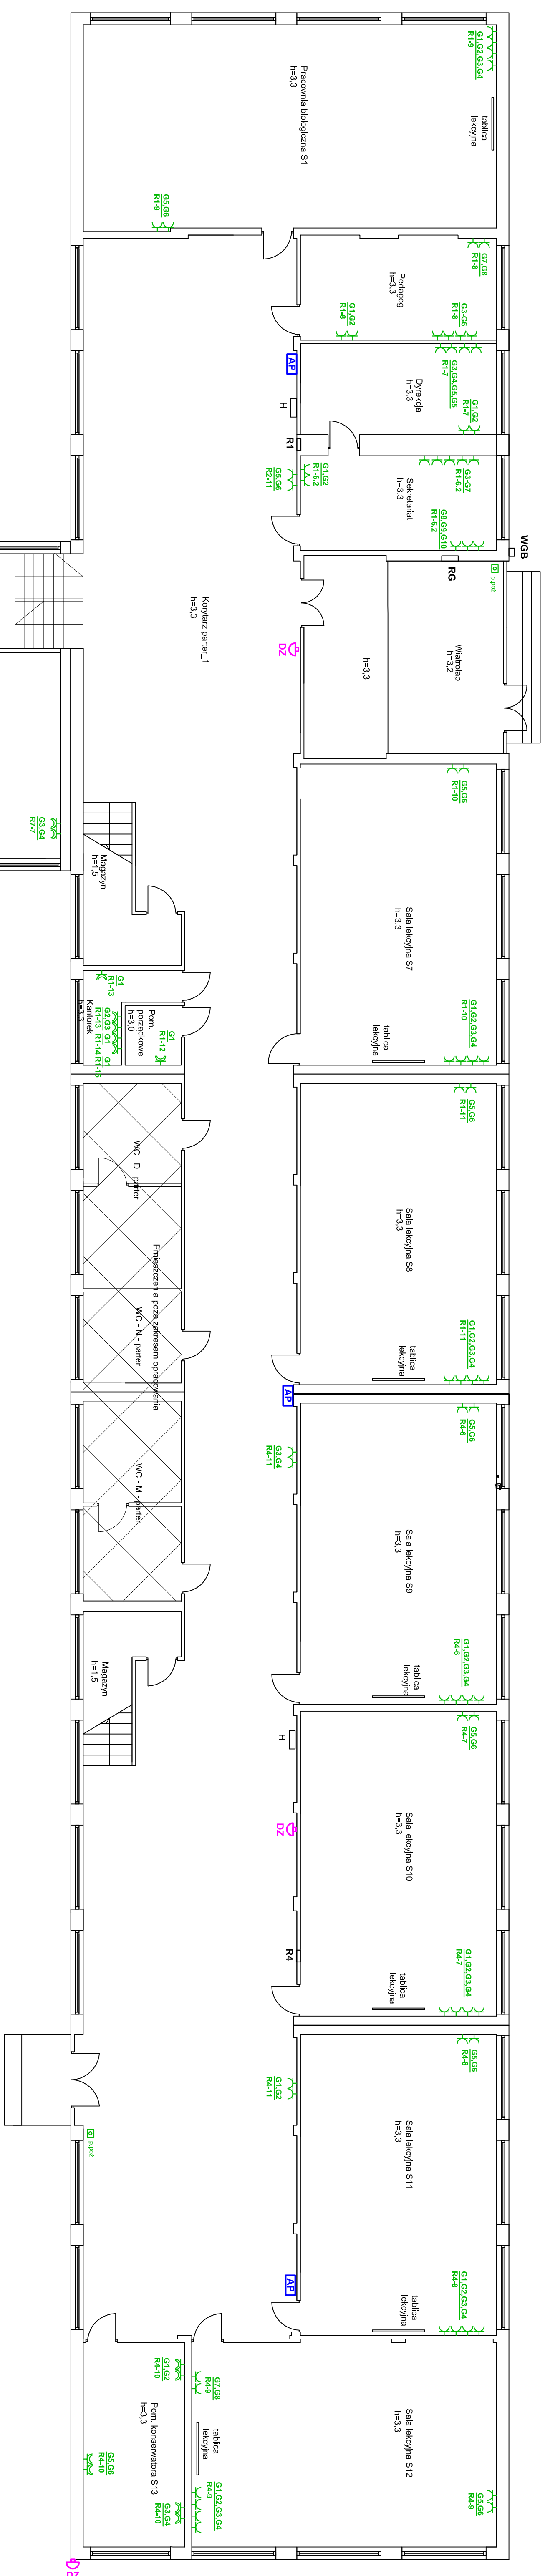 G1,G2,G3,G4
R1-9
tablica
lekcyjna
Pracownia biologiczna S1
h=3,3
G5,G6
R1-9
G7,G8
R1-8
Pedagog
h=3,3
G3-G6
R1-8
G1,G2
R1-8
AP
H
R1
Dyrekcja
h=3,3
G3,G4,G5,G5
R1-7
G1,G2
R1-7
G1,G2
R1-6.2
G5,G6
R2-11
Sekretariat
h=3,3
G3-G7
R1-6.2
G8,G9,G10
R1-6.2
WGB
RG
p.poż
Wiatrołap
h=3,2
h=3,3
DZ
Korytarz parter_1
h=3,3
G3,G4
R7-7
Magazyn
h=1,5
G5,G6
R1-10
Sala lekcyjna S7
h=3,3
G1,G2,G3,G4
R1-10
tablica
lekcyjna
G1
R1-13
Kantorek
h=3,3
G2,G3
R1-13
G1
R1-14
Pom.
porządkowe
h=3,0
G1
R1-12
G5,G6
R1-11
Sala lekcyjna S8
h=3,3
G1,G2,G3,G4
R1-11
tablica
lekcyjna
WC - D - parter
Pmieszczenia poza zakresem opracowania
WC - N - parter
WC - M - parter
AP
G3,G4
R4-11
G5,G6
R4-6
Sala lekcyjna S9
h=3,3
G1,G2,G3,G4
R4-6
tablica
lekcyjna
Magazyn
h=1,5
H
DZ
G5,G6
R4-7
Sala lekcyjna S10
h=3,3
G1,G2,G3,G4
R4-7
tablica
lekcyjna
R4
G1,G2
R4-11
G5,G6
R4-8
Sala lekcyjna S11
h=3,3
G1,G2,G3,G4
R4-8
tablica
lekcyjna
p.poż
AP
G1,G2
R4-10
Pom. konserwatora S13
h=3,3
G5,G6
R4-10
G3,G4
R4-10
G7,G8
R4-9
tablica
lekcyjna
G1,G2,G3,G4
R4-9
Sala lekcyjna S12
h=3,3
G5,G6
R4-9